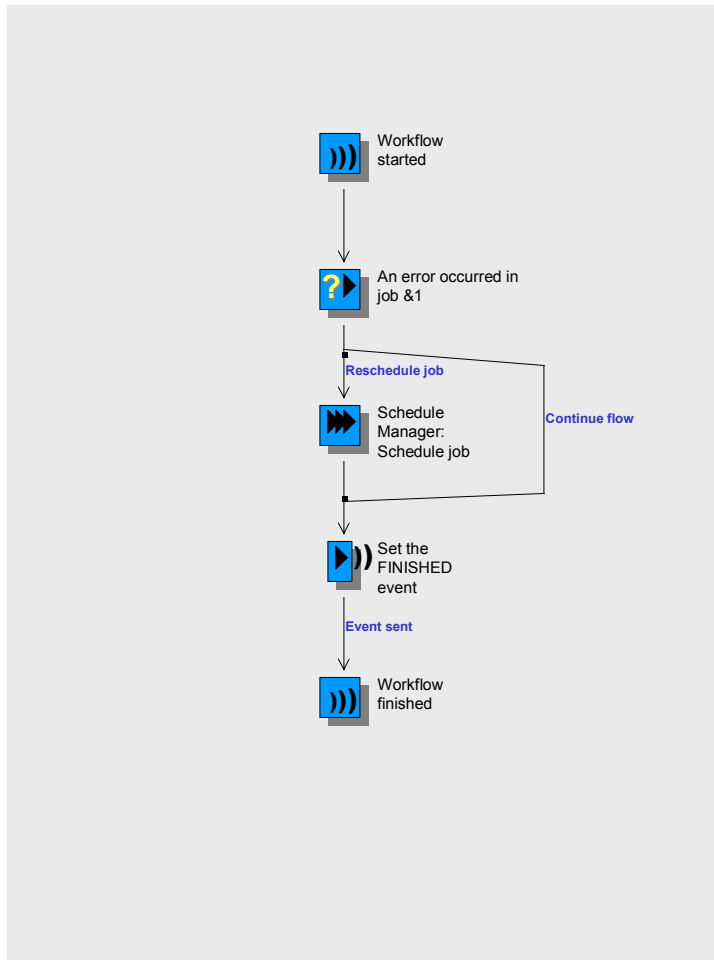 Workflow
started
An error occurred in
job &1
Reschedule job
Schedule
Manager:
Schedule job
Continue flow
Set the
FINISHED
event
Event sent
Workflow
finished